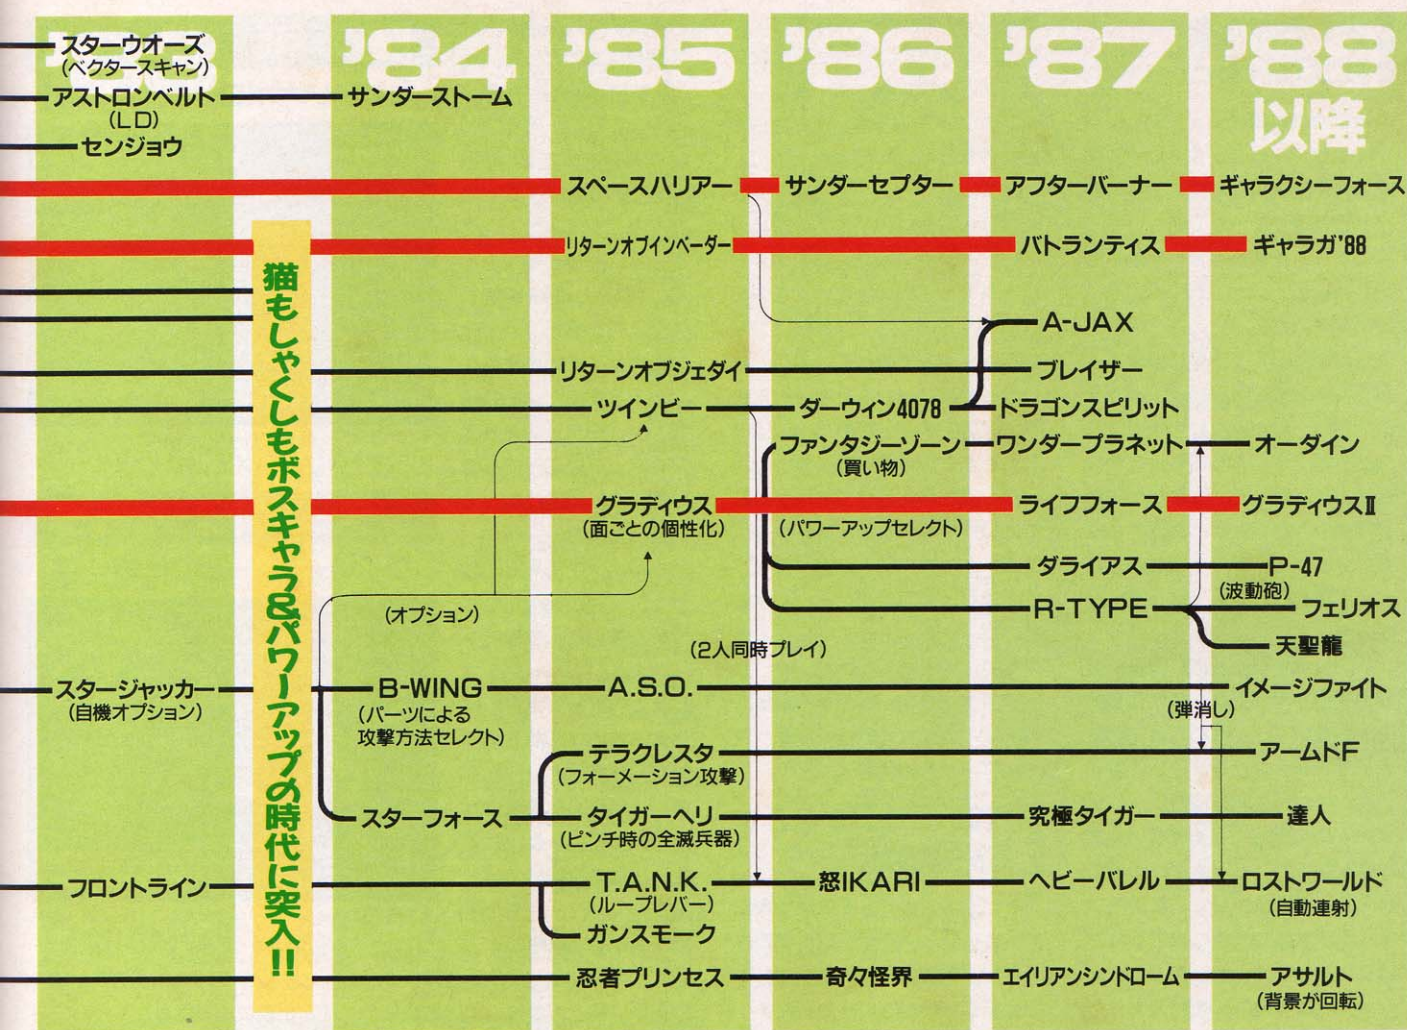 '83
'84
'85
'86
'87
'88
以降
スターウオーズ
(ベクタースキャン)
アストロンベルト
(LD)
サンダーストーム
センジョウ
スペースハリアー
サンダーセプター
アフターバーナー
ギャラクシーフォース
リターンオブインベーダー
バトランティス
ギャラガ'88
猫もしゃくしもボスキャラ&パワーアップの時代に突入!!
A-JAX
リターンオブジェダイ
ブレイザー
ツインビー
ダーウィン4078
ドラゴンスピリット
ファンタジーゾーン
(買い物)
ワンダープラネット
オーダイン
グラディウス
(面ごとの個性化)
(パワーアップセレクト)
ライフフォース
グラディウスⅡ
ダライアス
P-47
(オプション)
R-TYPE
(波動砲)
フェリオス
天聖龍
(2人同時プレイ)
スタージャッカー
(自機オプション)
B-WING
(パーツによる
攻撃方法セレクト)
A.S.O.
イメージファイト
(弾消し)
テラクレスタ
(フォーメーション攻撃)
アームドF
スターフォース
タイガーヘリ
(ピンチ時の全滅兵器)
究極タイガー
達人
フロントライン
T.A.N.K.
(ループレバー)
怒IKARI
ヘビーバレル
ロストワールド
(自動連射)
ガンスモーク
忍者プリンセス
奇々怪界
エイリアンシンドローム
アサルト
(背景が回転)